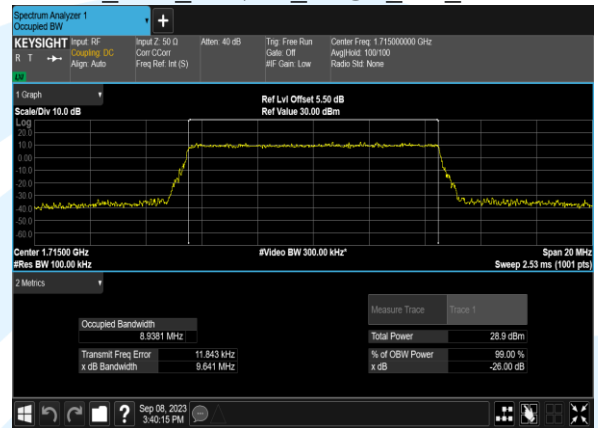 Spectrum Analyzer 1
Occupied BW
KEYSIGHT
R T
LV
Input: RF
Coupling: DC
Align: Auto
Input Z: 50 Ω
Corr CCorr
Freq Ref: Int (S)
Atten: 40 dB
Trig: Free Run
Gate: Off
#IF Gain: Low
Center Freq: 1.715000000 GHz
Avg|Hold: 100/100
Radio Std: None
1 Graph
Scale/Div 10.0 dB
Ref Lvl Offset 5.50 dB
Ref Value 30.00 dBm
Log
20.0
10.0
0.00
-10.0
-20.0
-30.0
-40.0
-50.0
-60.0
Center 1.71500 GHz
#Res BW 100.00 kHz
#Video BW 300.00 kHz*
Span 20 MHz
Sweep 2.53 ms (1001 pts)
2 Metrics
Measure Trace
Trace 1
Occupied Bandwidth
8.9381 MHz
Total Power
28.9 dBm
Transmit Freq Error
11.843 kHz
% of OBW Power
99.00 %
x dB Bandwidth
9.641 MHz
x dB
-26.00 dB
Sep 08, 2023
3:40:15 PM